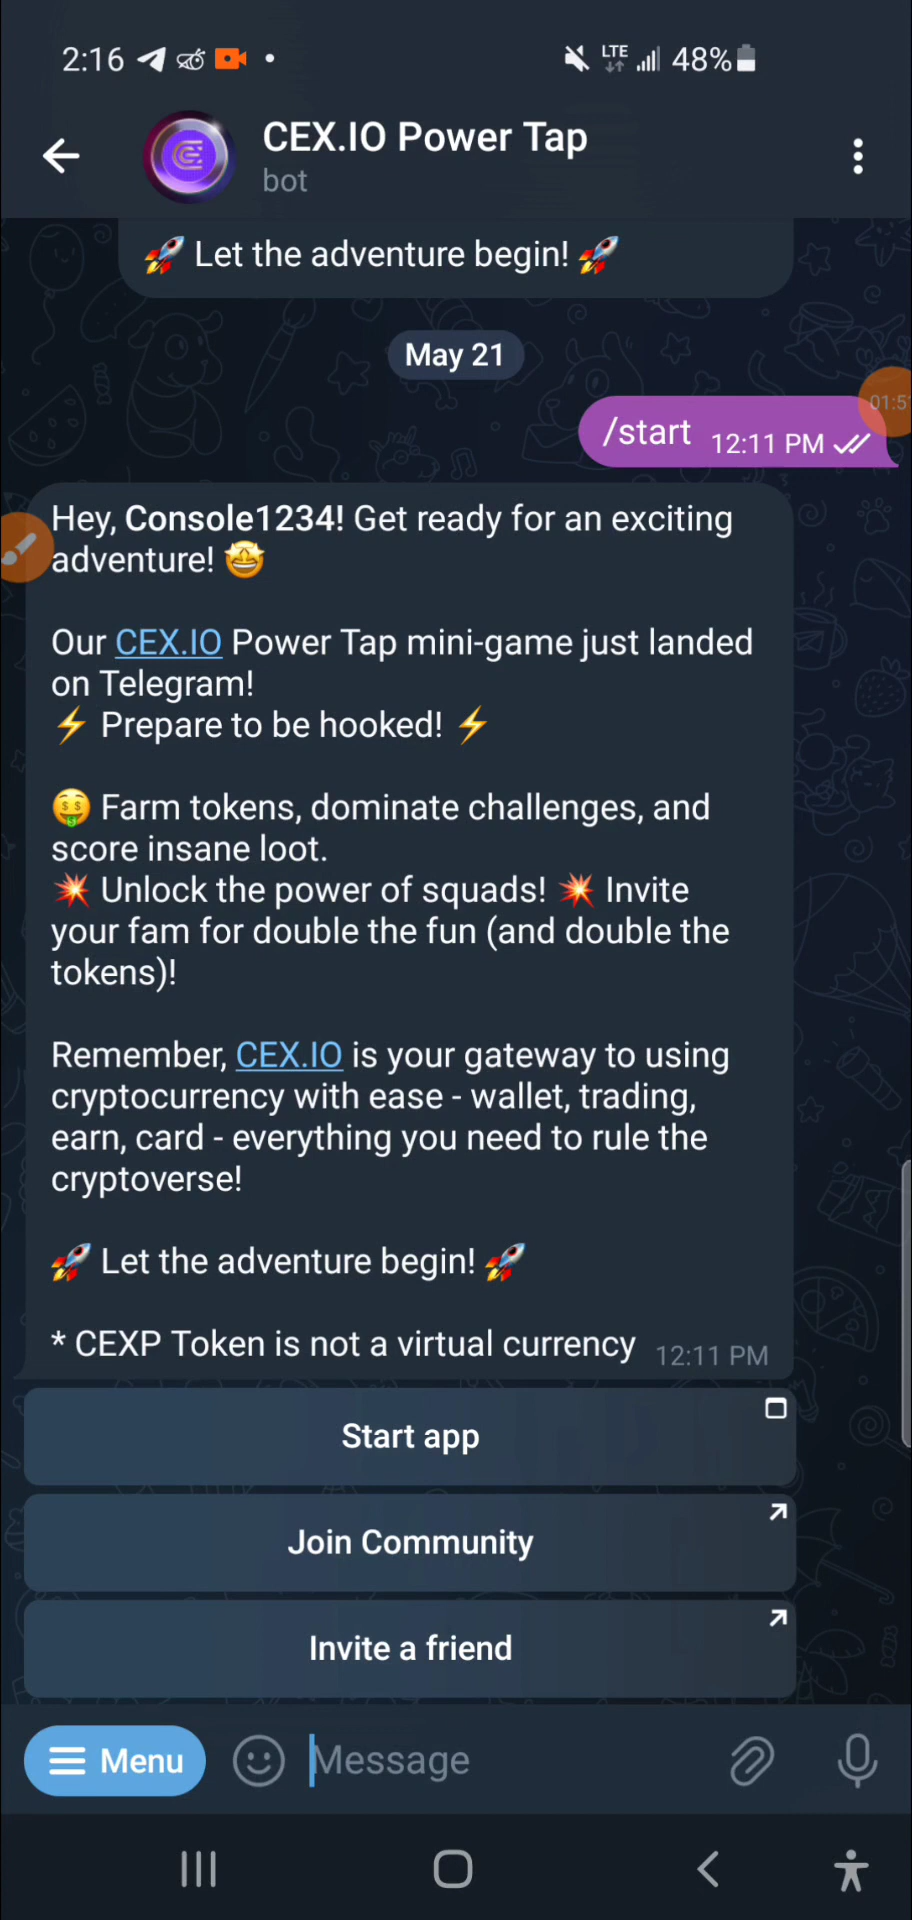 2:16
LTE
48%
CEX.IO Power Tap
bot
🚀 Let the adventure begin! 🚀
May 21
01:5
/start 12:11 PM
Hey, Console1234! Get ready for an exciting
adventure! 🤩
Our CEX.IO Power Tap mini-game just landed
on Telegram!
⚡ Prepare to be hooked! ⚡
🤑 Farm tokens, dominate challenges, and
score insane loot.
💥 Unlock the power of squads! 💥 Invite
your fam for double the fun (and double the
tokens)!
Remember, CEX.IO is your gateway to using
cryptocurrency with ease - wallet, trading,
earn, card - everything you need to rule the
cryptoverse!
🚀 Let the adventure begin! 🚀
* CEXP Token is not a virtual currency 12:11 PM
Start app
Join Community
Invite a friend
Menu
Message